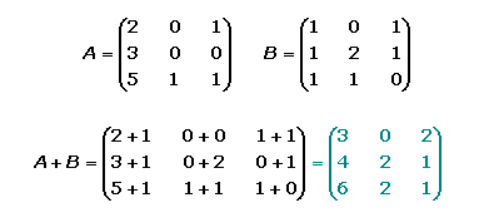 2 0 1 1 0 1
A = 3 0 0 B = 1 2 1
5 1 1 1 1 0
2+1 0+0 1+1 3 0 2
A+B = 3+1 0+2 0+1 = 4 2 1
5+1 1+1 1+0 6 2 1